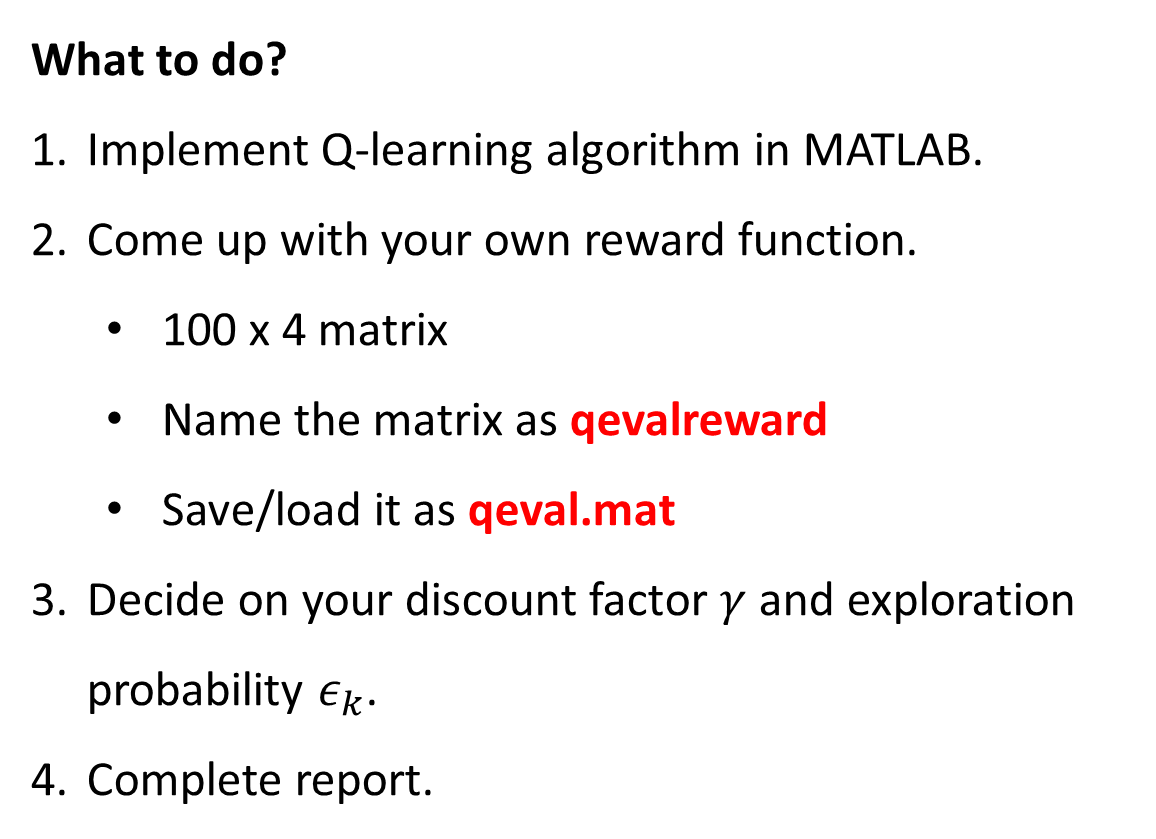 What to do?
1. Implement Q-learning algorithm in MATLAB.
2. Come up with your own reward function.
• 100 x 4 matrix
• Name the matrix as qevalreward
• Save/load it as qeval.mat
3. Decide on your discount factor 𝛾 and exploration
probability 𝜖ₖ.
4. Complete report.